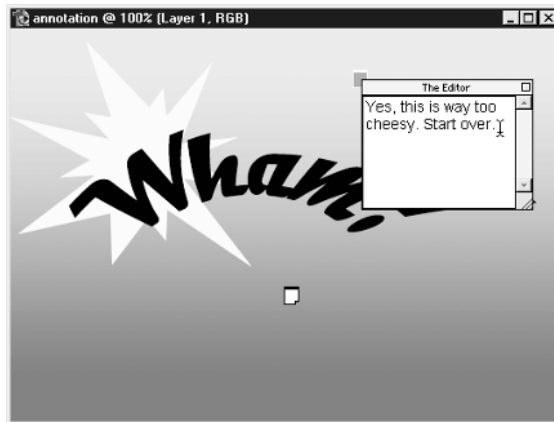 annotation @ 100% (Layer 1, RGB)
The Editor
Yes, this is way too
cheesy. Start over.
Wham!